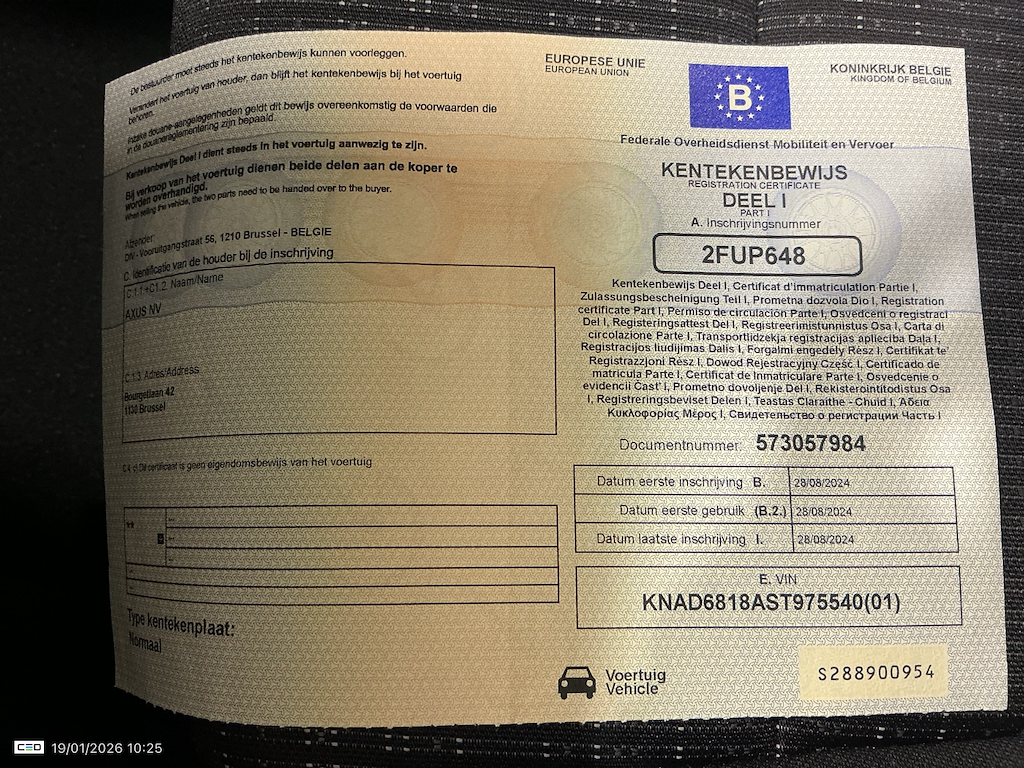 De bestuurder moet steeds het kentekenbewijs kunnen voorleggen.
Verandert het voertuig van houder, dan blijft het kentekenbewijs bij het voertuig
behoren.
Inzake douane-aangelegenheden geldt dit bewijs overeenkomstig de voorwaarden die
in de douanereglementering zijn bepaald.
Kentekenbewijs Deel I dient steeds in het voertuig aanwezig te zijn.
Bij verkoop van het voertuig dienen beide delen aan de koper te
worden overhandigd.
When selling the vehicle, the two parts need to be handed over to the buyer.
Afzender:
DIV - Vooruitgangstraat 56, 1210 Brussel - BELGIE
C. Identificatie van de houder bij de inschrijving
C.1.1.+C1.2. Naam/Name
AXUS NV
C.1.3. Adres/Address
Bourgetlaan 42
1130 Brussel
C.4. c) Dit certificaat is geen eigendomsbewijs van het voertuig
**
Type kentekenplaat:
Normaal
EUROPESE UNIE
EUROPEAN UNION
B
KONINKRIJK BELGIE
KINGDOM OF BELGIUM
Federale Overheidsdienst Mobiliteit en Vervoer
KENTEKENBEWIJS
REGISTRATION CERTIFICATE
DEEL I
PART I
A. Inschrijvingsnummer
2FUP648
Kentekenbewijs Deel I, Certificat d'immatriculation Partie I,
Zulassungsbescheinigung Teil I, Prometna dozvola Dio I, Registration
certificate Part I, Permiso de circulación Parte I, Osvedceni o registraci
Del I, Registeringsattest Del I, Registreerimistunnistus Osa I, Carta di
circolazione Parte I, Transportlidzekja registracijas aplieciba Daļa I,
Registracijos liudijimas Dalis I, Forgalmi engedély Rész I, Certifikat te'
Registrazzjoni Rész I, Dowod Rejestracyjny Część I, Certificado de
matricula Parte I, Certificat de Inmatriculare Parte I, Osvedcenie o
evidencii Čast' I, Prometno dovoljenje Del I, Rekisterointitodistus Osa
I, Registreringsbeviset Delen I, Teastas Claraithe - Chuid I, Άδεια
Κυκλοφορίας Μέρος I, Свидетельство о регистрации Часть I
Documentnummer: 573057984
Datum eerste inschrijving B. 28/08/2024
Datum eerste gebruik (B.2.) 28/08/2024
Datum laatste inschrijving I. 28/08/2024
E. VIN
KNAD6818AST975540(01)
Voertuig
Vehicle
S288900954
CEO 19/01/2026 10:25